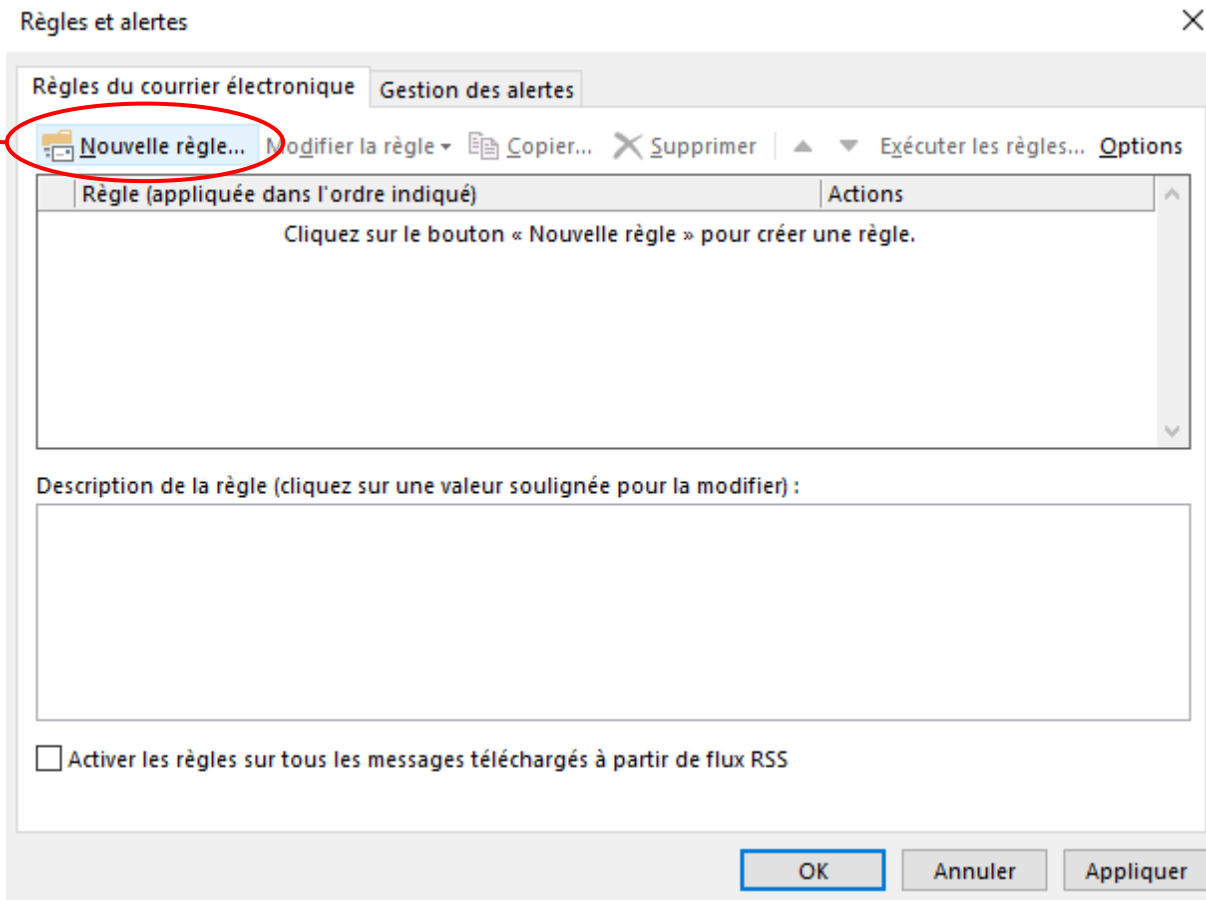 Règles et alertes
Règles du courrier électronique Gestion des alertes
Nouvelle règle... Modifier la règle Copier... Supprimer Exécuter les règles... Options
Règle (appliquée dans l'ordre indiqué) Actions
Cliquez sur le bouton « Nouvelle règle » pour créer une règle.
Description de la règle (cliquez sur une valeur soulignée pour la modifier) :
Activer les règles sur tous les messages téléchargés à partir de flux RSS
OK Annuler Appliquer